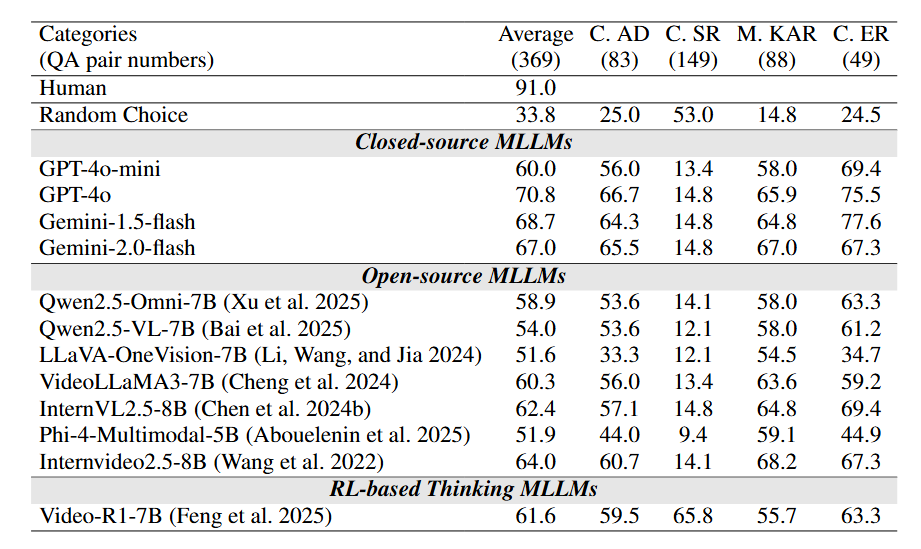 Categories Average C. AD C. SR M. KAR C. ER
(QA pair numbers) (369) (83) (149) (88) (49)
Human 91.0
Random Choice 33.8 25.0 53.0 14.8 24.5
Closed-source MLLMs
GPT-4o-mini 60.0 56.0 13.4 58.0 69.4
GPT-4o 70.8 66.7 14.8 65.9 75.5
Gemini-1.5-flash 68.7 64.3 14.8 64.8 77.6
Gemini-2.0-flash 67.0 65.5 14.8 67.0 67.3
Open-source MLLMs
Qwen2.5-Omni-7B (Xu et al. 2025) 58.9 53.6 14.1 58.0 63.3
Qwen2.5-VL-7B (Bai et al. 2025) 54.0 53.6 12.1 58.0 61.2
LLaVA-OneVision-7B (Li, Wang, and Jia 2024) 51.6 33.3 12.1 54.5 34.7
VideoLLaMA3-7B (Cheng et al. 2024) 60.3 56.0 13.4 63.6 59.2
InternVL2.5-8B (Chen et al. 2024b) 62.4 57.1 14.8 64.8 69.4
Phi-4-Multimodal-5B (Abouelenin et al. 2025) 51.9 44.0 9.4 59.1 44.9
Internvideo2.5-8B (Wang et al. 2022) 64.0 60.7 14.1 68.2 67.3
RL-based Thinking MLLMs
Video-R1-7B (Feng et al. 2025) 61.6 59.5 65.8 55.7 63.3